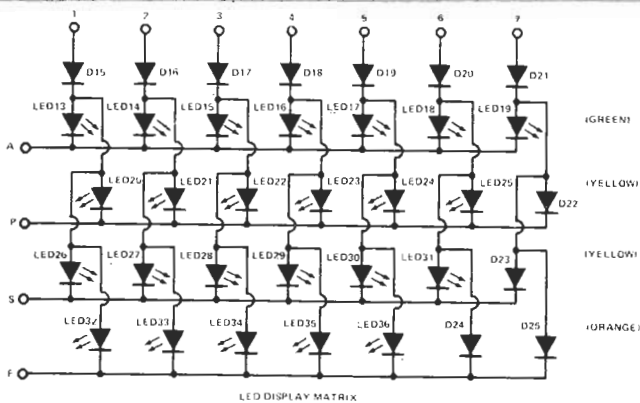 1 2 3 4 5 6 7
D15 D16 D17 D18 D19 D20 D21
LED13 LED14 LED15 LED16 LED17 LED18 LED19 (GREEN)
A
LED20 LED21 LED22 LED23 LED24 LED25 D22 (YELLOW)
P
LED26 LED27 LED28 LED29 LED30 LED31 D23 (YELLOW)
S
LED32 LED33 LED34 LED35 LED36 D24 D25 (ORANGE)
F
LED DISPLAY MATRIX